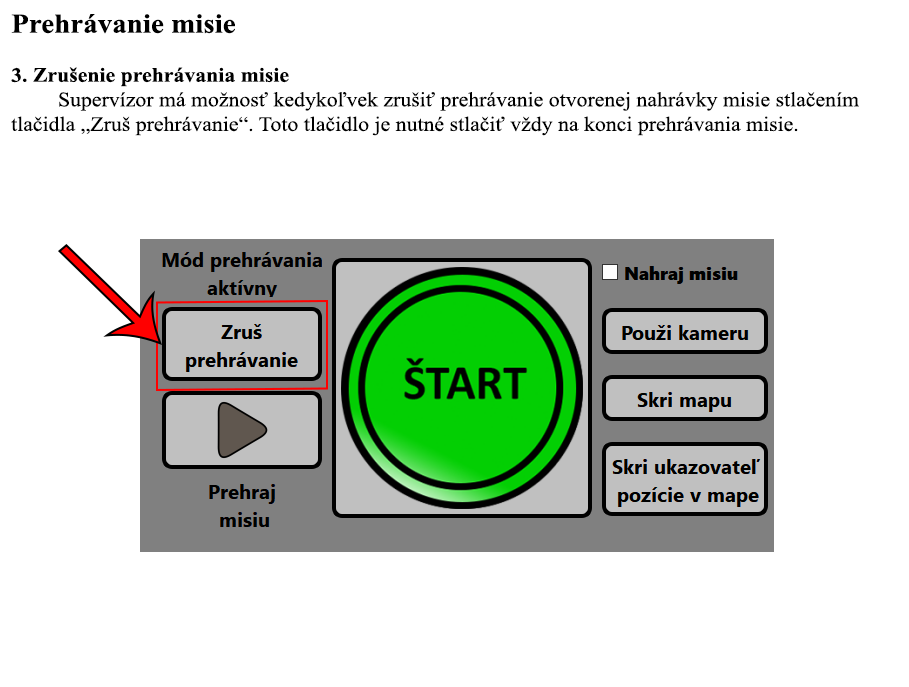 Prehrávanie misie
3. Zrušenie prehrávania misie
Supervízor má možnosť kedykoľvek zrušiť prehrávanie otvorenej nahrávky misie stlačením
tlačidla „Zruš prehrávanie“. Toto tlačidlo je nutné stlačiť vždy na konci prehrávania misie.
Mód prehrávania
aktívny
Zruš
prehrávanie
Prehraj
misiu
ŠTART
Nahraj misiu
Použi kameru
Skri mapu
Skri ukazovateľ
pozície v mape